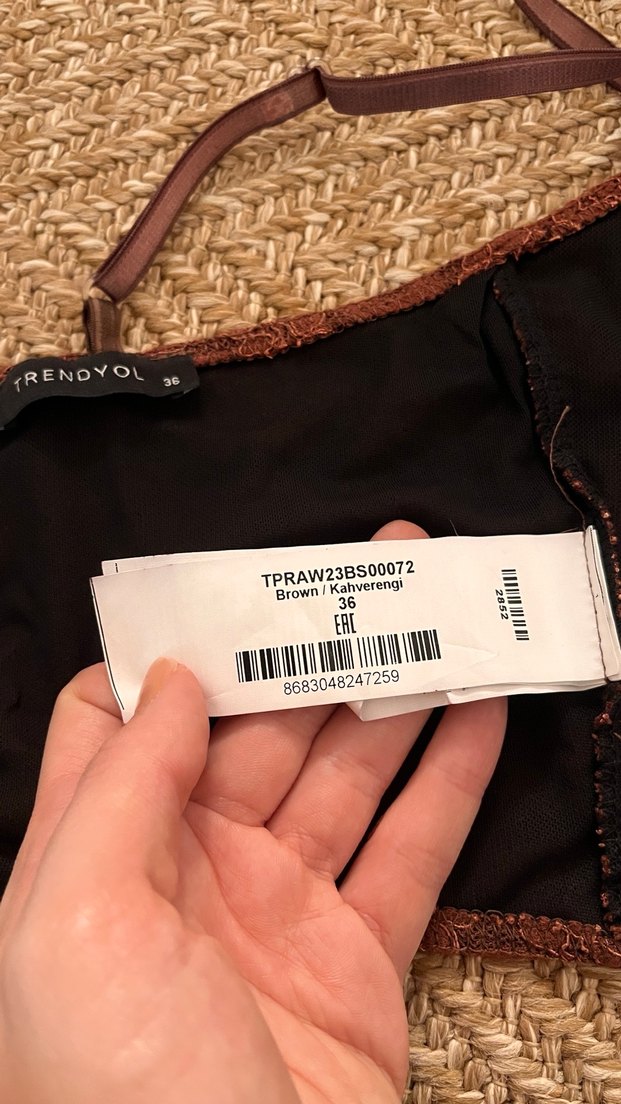 TRENDYOL 36
TPRAW23BS00072
Brown / Kahverengi
36
EAC
8683048247259
2852